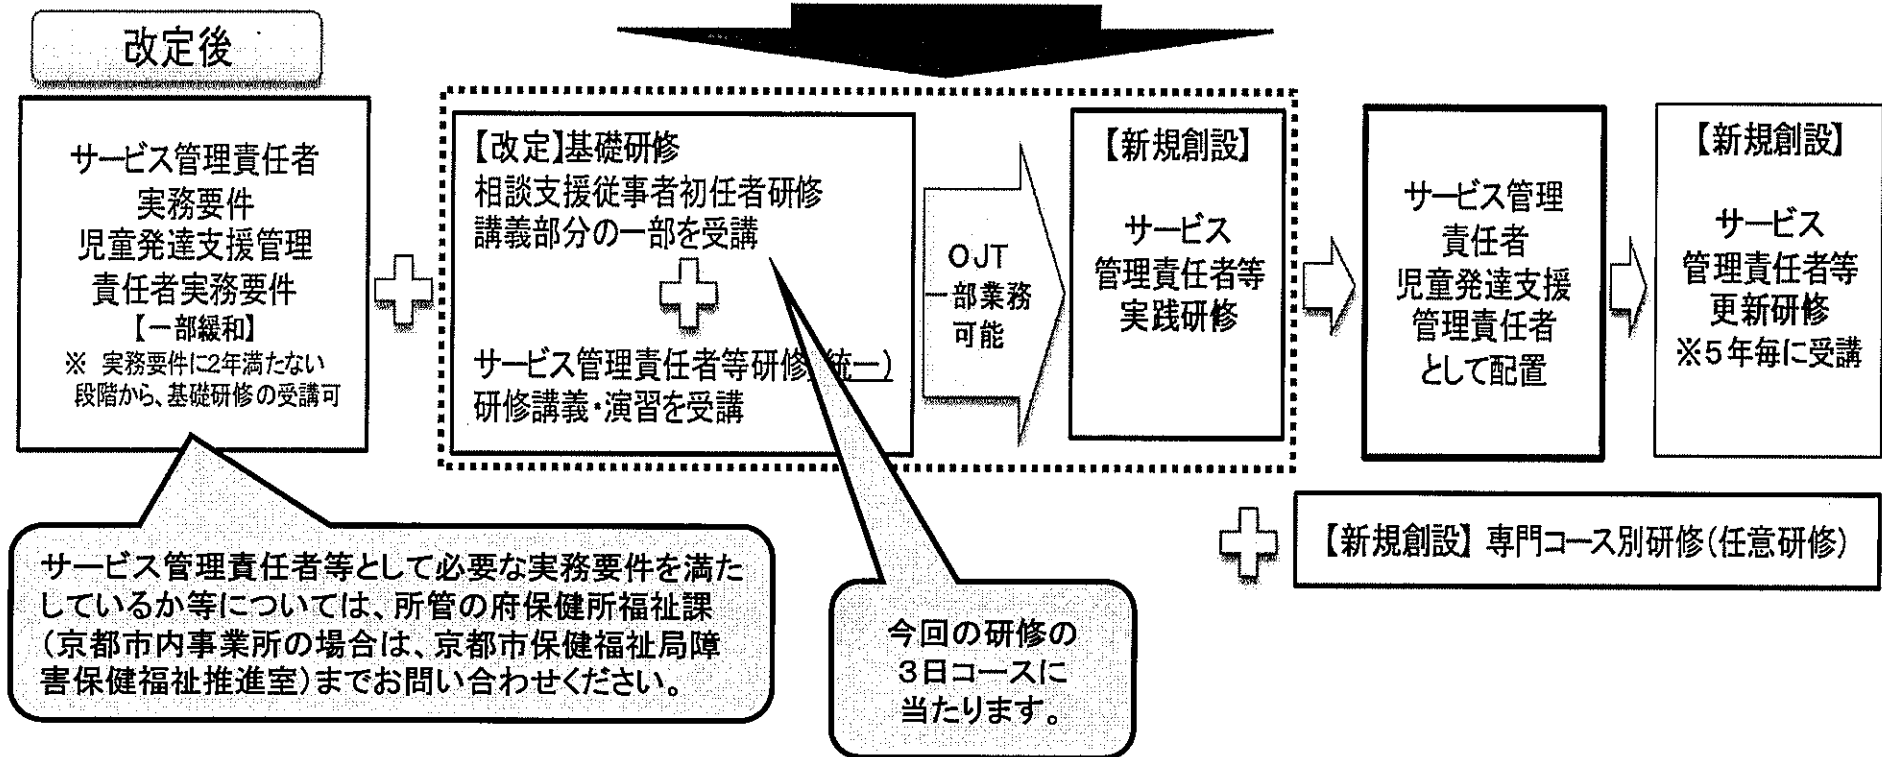 改定後
サービス管理責任者
実務要件
児童発達支援管理
責任者実務要件
【一部緩和】
※ 実務要件に2年満たない
段階から、基礎研修の受講可
【改定】基礎研修
相談支援従事者初任者研修
講義部分の一部を受講
サービス管理責任者等研修(統一)
研修講義・演習を受講
OJT
一部業務
可能
【新規創設】
サービス
管理責任者等
実践研修
サービス管理
責任者
児童発達支援
管理責任者
として配置
【新規創設】
サービス
管理責任者等
更新研修
※5年毎に受講
【新規創設】専門コース別研修(任意研修)
サービス管理責任者等として必要な実務要件を満た
しているか等については、所管の府保健所福祉課
(京都市内事業所の場合は、京都市保健福祉局障
害保健福祉推進室)までお問い合わせください。
今回の研修の
3日コースに
当たります。